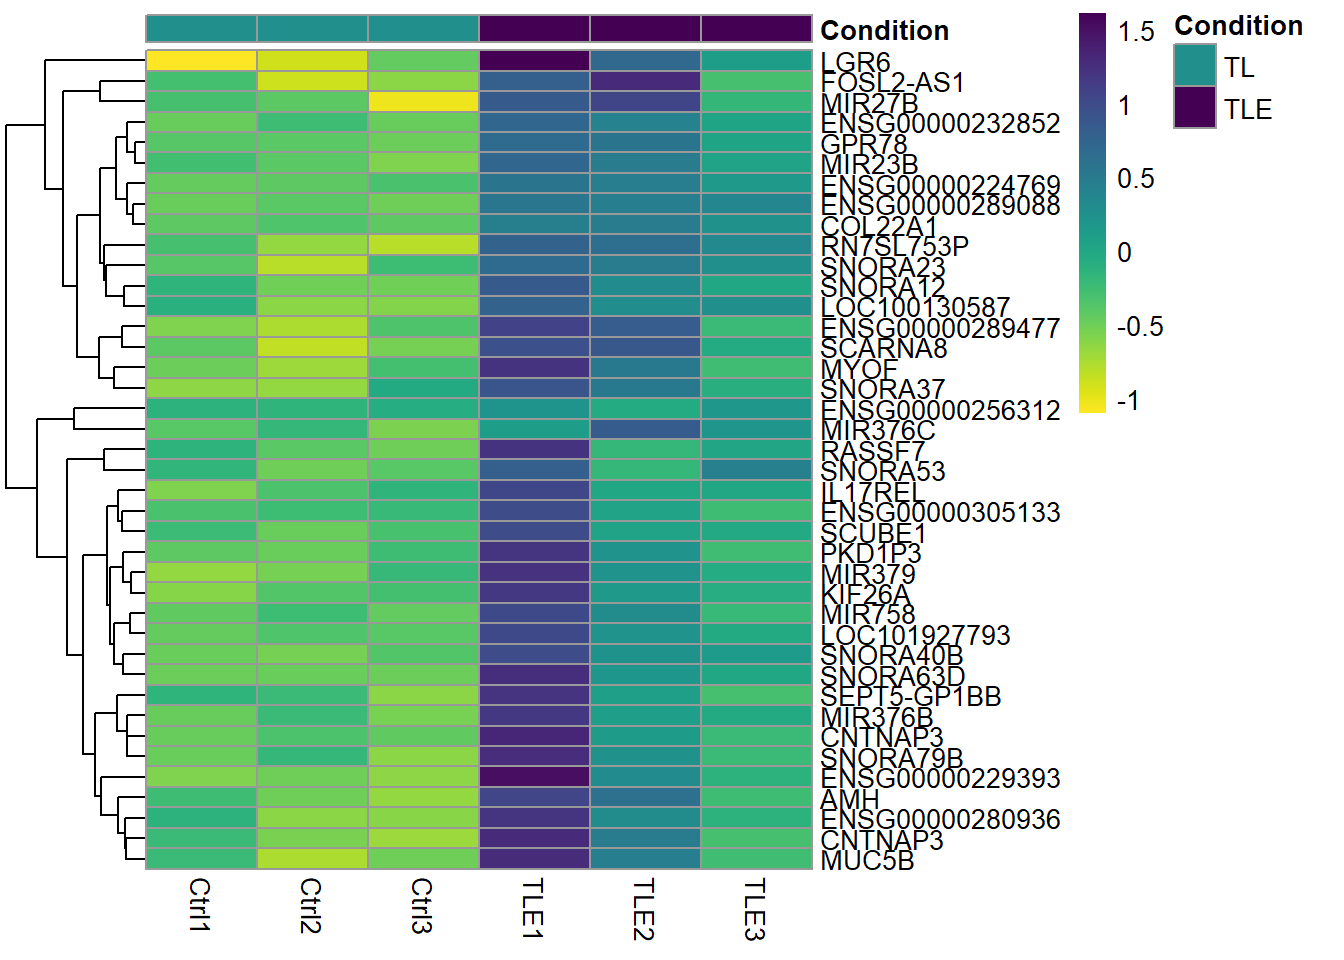 Condition
LGR6
FOSL2-AS1
MIR27B
ENSG00000232852
GPR78
MIR23B
ENSG00000224769
ENSG00000289088
COL22A1
RN7SL753P
SNORA23
SNORA12
LOC100130587
ENSG00000289477
SCARNA8
MYOF
SNORA37
ENSG00000256312
MIR376C
RASSF7
SNORA53
IL17REL
ENSG00000305133
SCUBE1
PKD1P3
MIR379
KIF26A
MIR758
LOC101927793
SNORA40B
SNORA63D
SEPT5-GP1BB
MIR376B
CNTNAP3
SNORA79B
ENSG00000229393
AMH
ENSG00000280936
CNTNAP3
MUC5B
Ctrl1
Ctrl2
Ctrl3
TLE1
TLE2
TLE3
1.5
1
0.5
0
-0.5
-1
Condition
TL
TLE